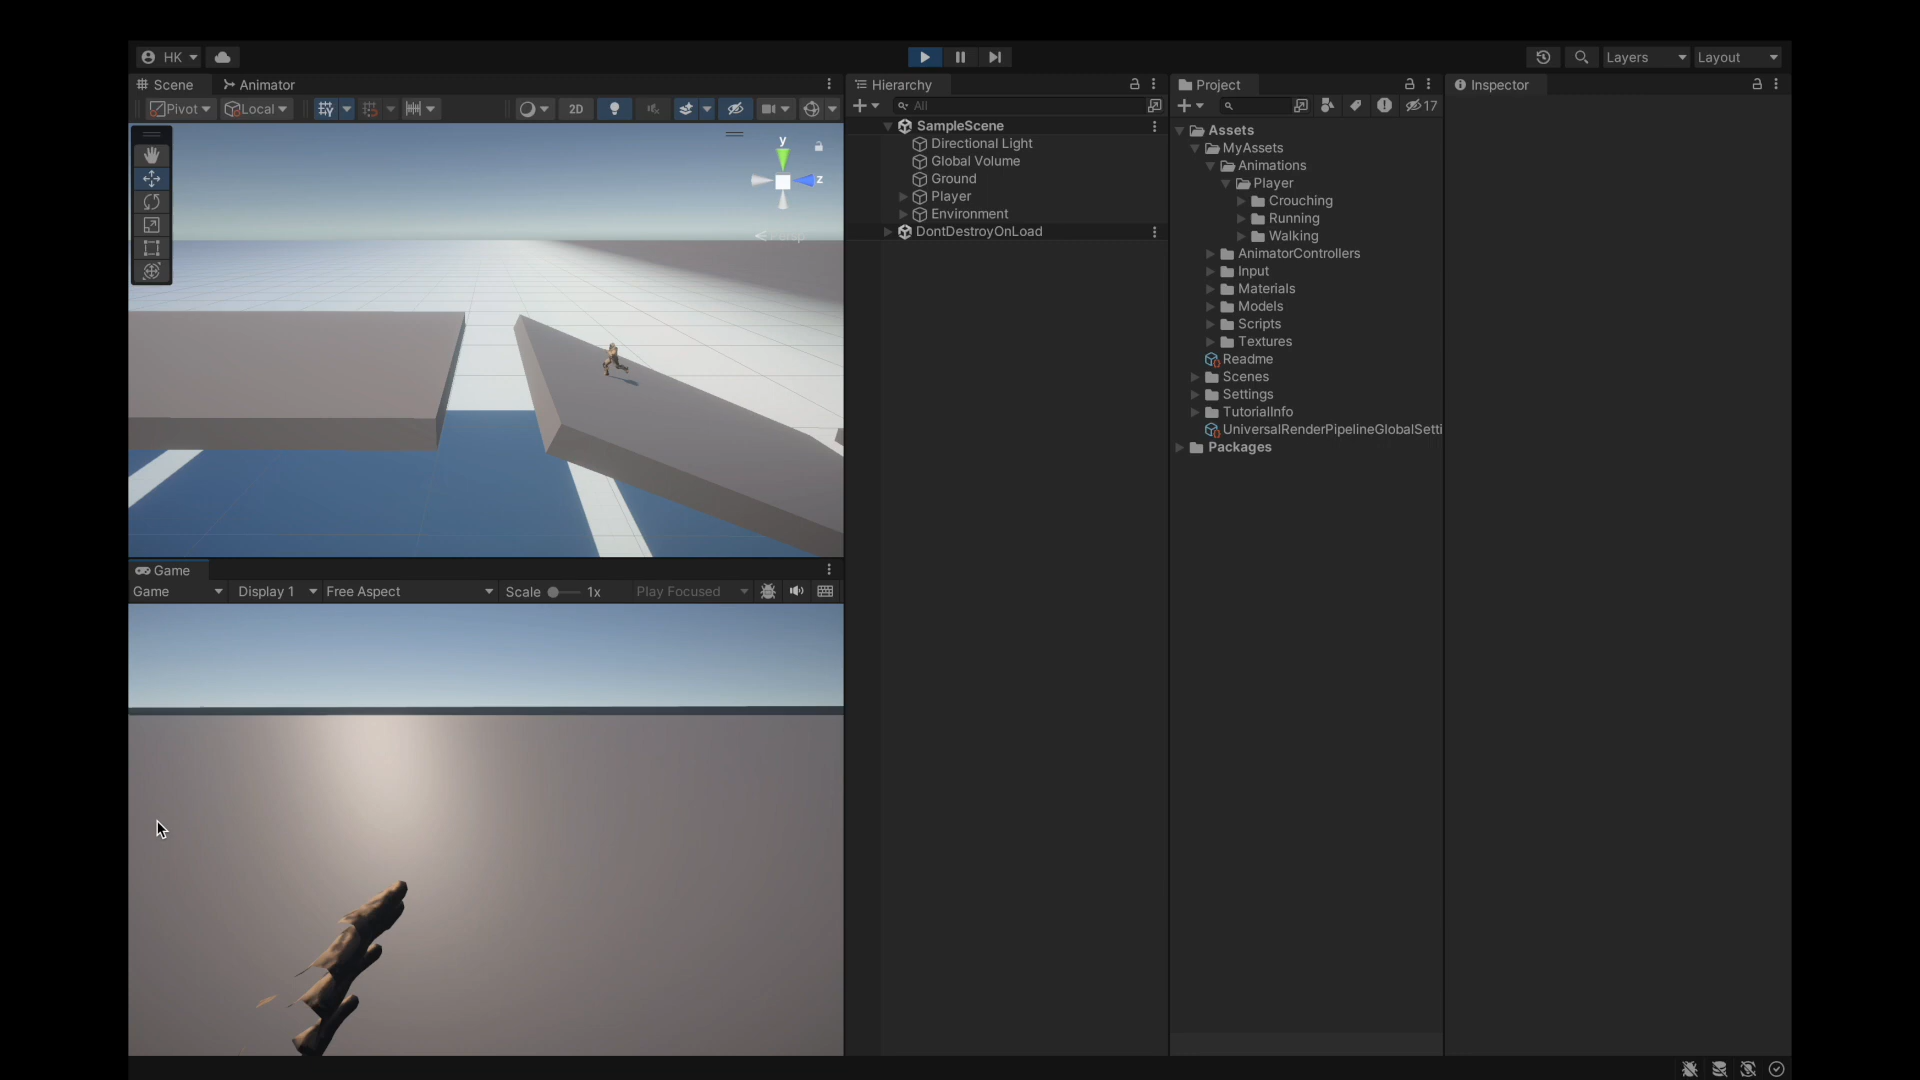 HK
Layers
Layout
Scene
Animator
Pivot
Local
2D
y
z
Persp
Game
Game
Display 1
Free Aspect
Scale
1x
Play Focused
Hierarchy
All
SampleScene
Directional Light
Global Volume
Ground
Player
Environment
DontDestroyOnLoad
Project
17
Assets
MyAssets
Animations
Player
Crouching
Running
Walking
AnimatorControllers
Input
Materials
Models
Scripts
Textures
Readme
Scenes
Settings
TutorialInfo
UniversalRenderPipelineGlobalSetti
Packages
Inspector